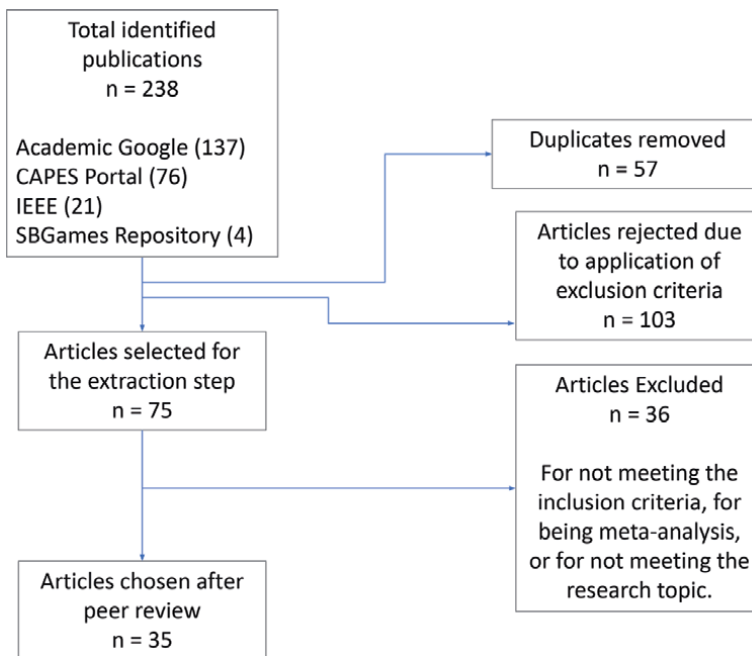 Total identified
publications
n = 238
Academic Google (137)
CAPES Portal (76)
IEEE (21)
SBGames Repository (4)
Duplicates removed
n = 57
Articles rejected due
to application of
exclusion criteria
n = 103
Articles selected for
the extraction step
n = 75
Articles Excluded
n = 36
For not meeting the
inclusion criteria, for
being meta-analysis,
or for not meeting the
research topic.
Articles chosen after
peer review
n = 35